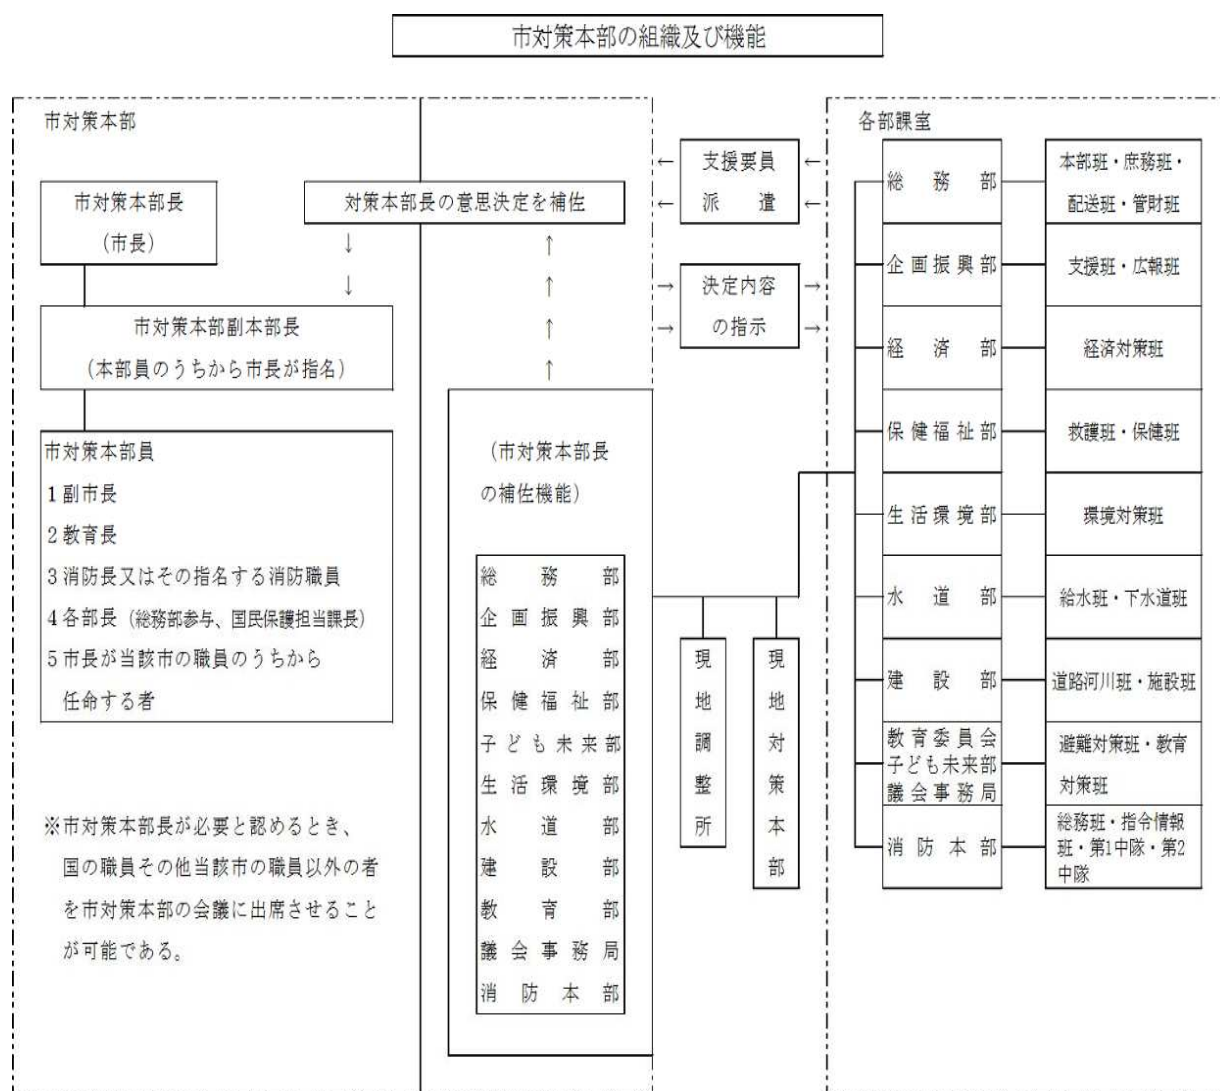 市対策本部の組織及び機能
市対策本部
市対策本部長
(市長)
対策本部長の意思決定を補佐
↓ ↑
↓ ↑
↑
↑
市対策本部副本部長
(本部員のうちから市長が指名)
市対策本部員
1 副市長
2 教育長
3 消防長又はその指名する消防職員
4 各部長 (総務部参与、国民保護担当課長)
5 市長が当該市の職員のうちから
任命する者
※市対策本部長が必要と認めるとき、
国の職員その他当該市の職員以外の者
を市対策本部の会議に出席させること
が可能である。
(市対策本部長
の補佐機能)
総務部
企画振興部
経済部
保健福祉部
子ども未来部
生活環境部
水道部
建設部
教育部
議会事務局
消防本部
← 支援要員 ←
← 派遣 ←
→ 決定内容 →
→ の指示 →
現地調整所
現地対策本部
各部課室
総務部
本部班・庶務班・
配送班・管財班
企画振興部
支援班・広報班
経済部
経済対策班
保健福祉部
救護班・保健班
生活環境部
環境対策班
水道部
給水班・下水道班
建設部
道路河川班・施設班
教育委員会
子ども未来部
議会事務局
避難対策班・教育
対策班
消防本部
総務班・指令情報
班・第1中隊・第2
中隊